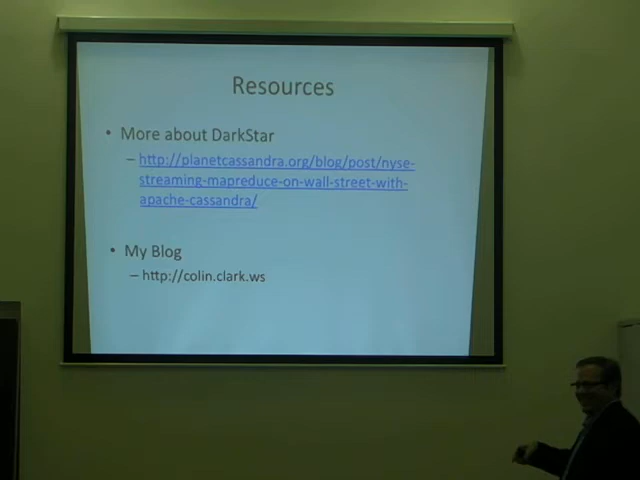 Resources
• More about DarkStar
– http://planetcassandra.org/blog/post/nyse-
streaming-mapreduce-on-wall-street-with-
apache-cassandra/
• My Blog
– http://colin.clark.ws